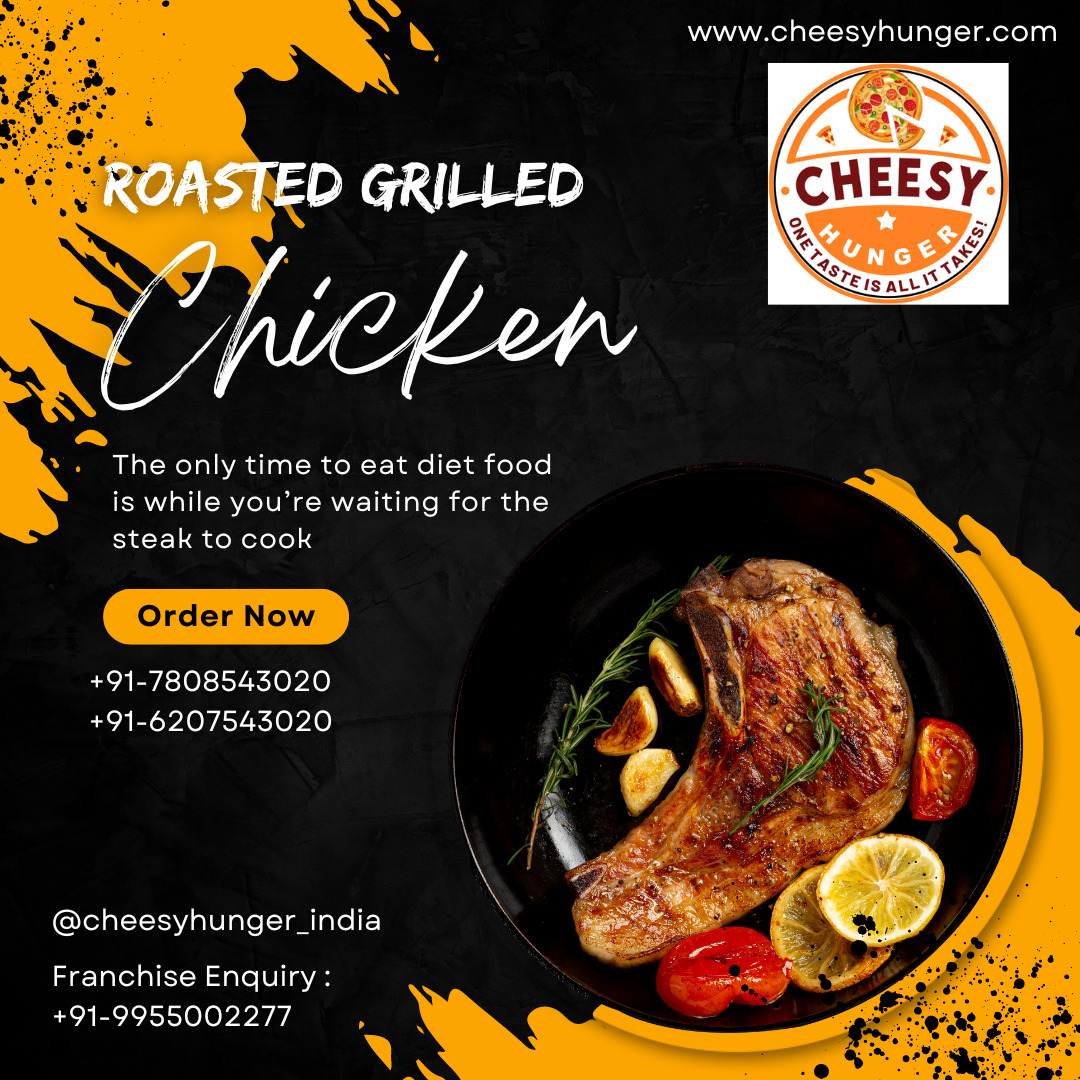 www.cheesyhunger.com
CHEESY
HUNGER
ONE TASTE IS ALL IT TAKES!
ROASTED GRILLED
Chicken
The only time to eat diet food
is while you’re waiting for the
steak to cook
Order Now
+91-7808543020
+91-6207543020
@cheesyhunger_india
Franchise Enquiry :
+91-9955002277